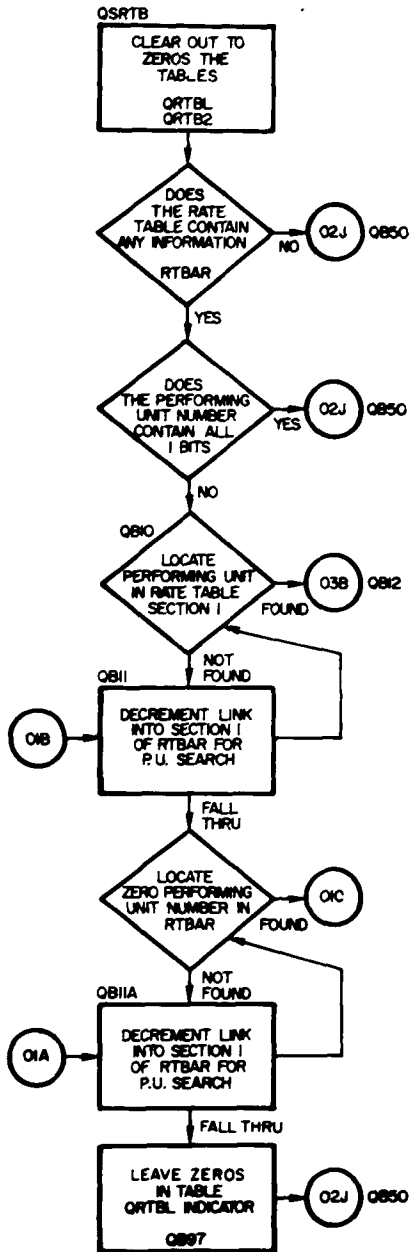 QSRTB
CLEAR OUT TO
ZEROS THE
TABLES
QRTBL
QRTB2
DOES
THE RATE
TABLE CONTAIN
ANY INFORMATION
RTBAR
NO
02J
QB50
YES
DOES
THE PERFORMING
UNIT NUMBER
CONTAIN ALL
1 BITS
YES
02J
QB50
NO
QB10
LOCATE
PERFORMING UNIT
IN RATE TABLE
SECTION 1
FOUND
03B
QB12
NOT
FOUND
QB11
01B
DECREMENT LINK
INTO SECTION 1
OF RTBAR FOR
P.U. SEARCH
FALL
THRU
LOCATE
ZERO PERFORMING
UNIT NUMBER IN
RTBAR
FOUND
01C
NOT
FOUND
QB11A
01A
DECREMENT LINK
INTO SECTION 1
OF RTBAR FOR
P.U. SEARCH
FALL THRU
LEAVE ZEROS
IN TABLE
QRTBL INDICATOR
QB97
02J
QB50